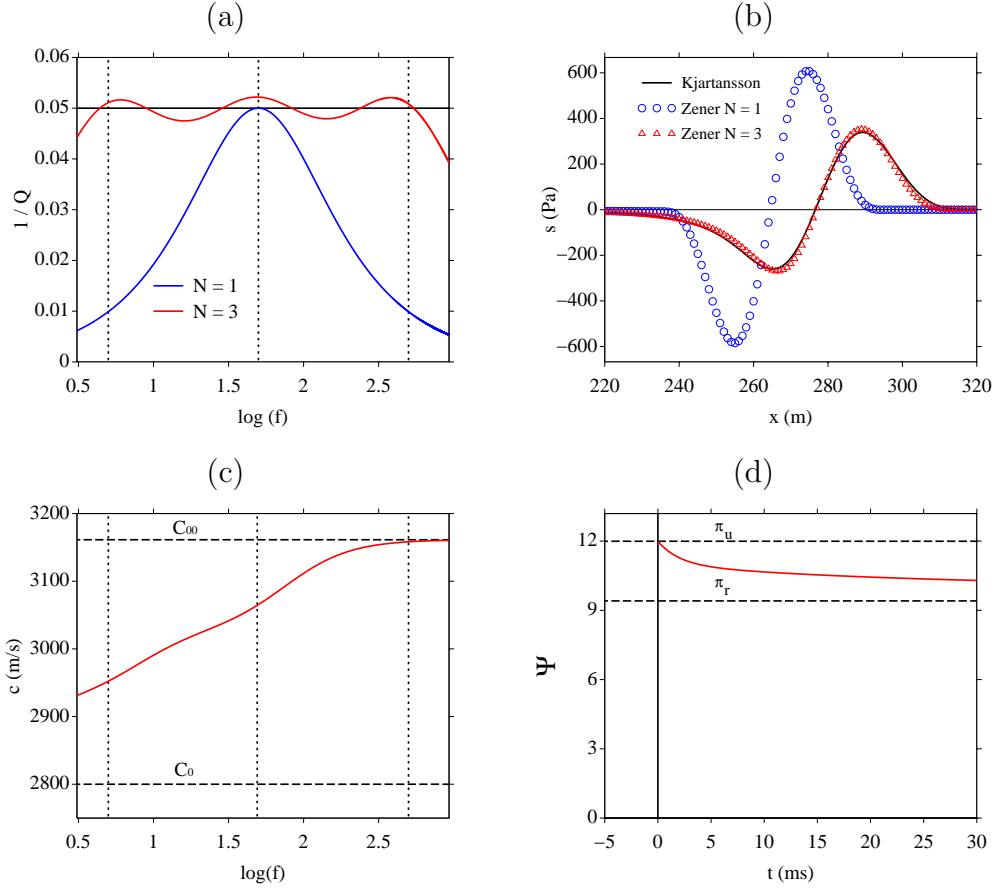 (a)
0.06
0.05
0.04
0.03
0.02
0.01
0
1 / Q
N = 1
N = 3
0.5 1 1.5 2 2.5
log (f)
(b)
600
400
200
0
−200
−400
−600
s (Pa)
Kjartansson
Zener N = 1
Zener N = 3
220 240 260 280 300 320
x (m)
(c)
3200
3100
3000
2900
2800
c (m/s)
C00
C0
0.5 1 1.5 2 2.5
log(f)
(d)
12
9
6
3
0
Ψ
π_u
π_r
−5 0 5 10 15 20 25 30
t (ms)